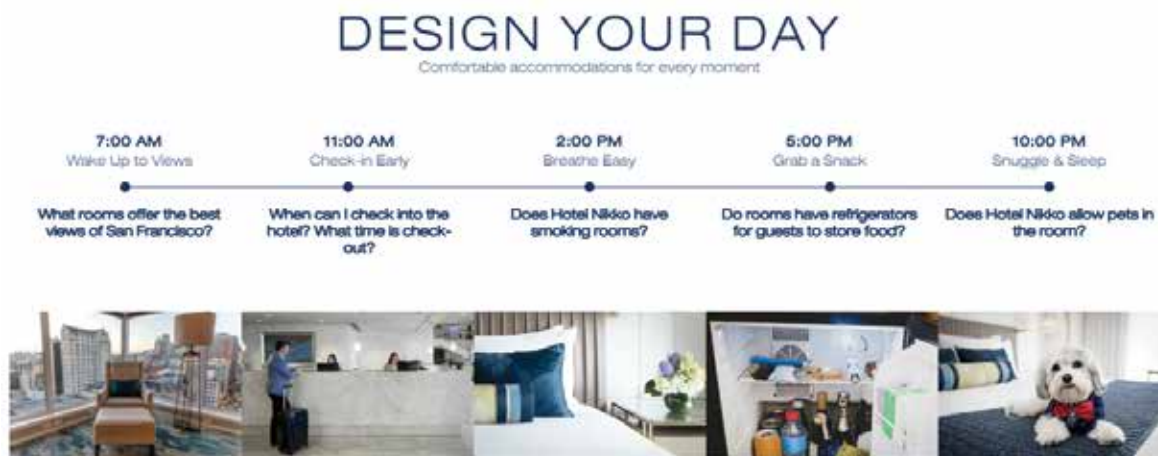 DESIGN YOUR DAY
Comfortable accommodations for every moment
7:00 AM
Wake Up to Views
What rooms offer the best
views of San Francisco?
11:00 AM
Check-in Early
When can I check into the
hotel? What time is check-
out?
2:00 PM
Breathe Easy
Does Hotel Nikko have
smoking rooms?
5:00 PM
Grab a Snack
Do rooms have refrigerators
for guests to store food?
10:00 PM
Snuggle & Sleep
Does Hotel Nikko allow pets in
the room?